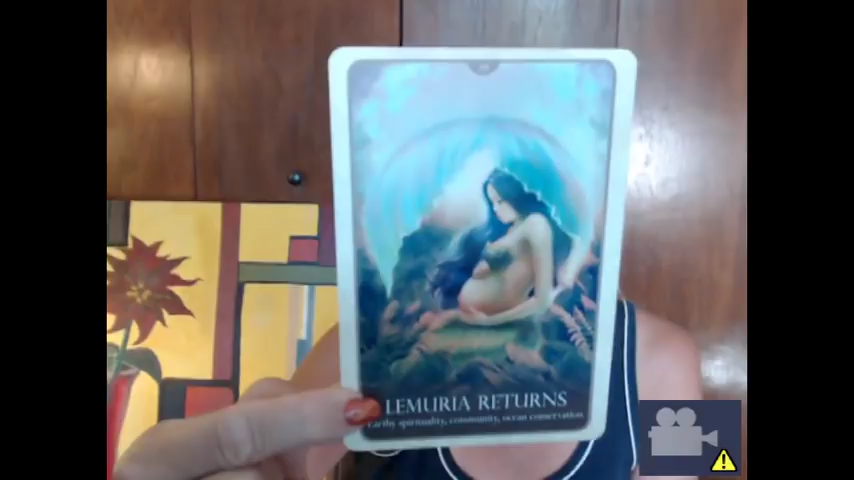 LEMURIA RETURNS
earthy spirituality, community, ocean conservation